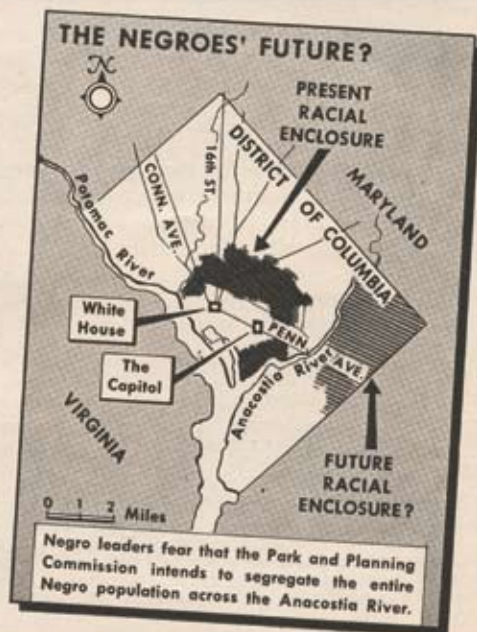 THE NEGROES' FUTURE?
N
PRESENT
RACIAL
ENCLOSURE
DISTRICT OF COLUMBIA
MARYLAND
16th ST.
CONN. AVE.
Potomac River
White
House
PENN AVE.
The
Capitol
Anacostia River
VIRGINIA
FUTURE
RACIAL
ENCLOSURE?
0 1 2 Miles
Negro leaders fear that the Park and Planning
Commission intends to segregate the entire
Negro population across the Anacostia River.